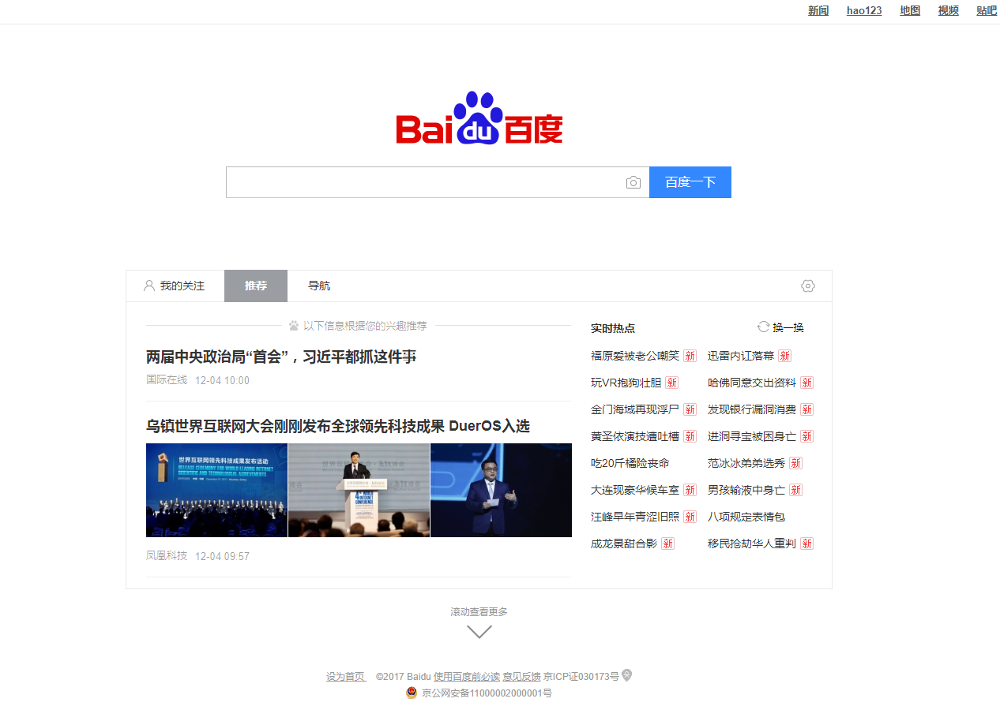 新闻 hao123 地图 视频 贴吧
Bai du 百度
百度一下
我的关注 推荐 导航
以下信息根据您的兴趣推荐
两届中央政治局“首会”，习近平都抓这件事
国际在线 12-04 10:00
乌镇世界互联网大会刚刚发布全球领先科技成果 DuerOS入选
世界互联网领先科技成果发布活动
RELEASE CEREMONY FOR WORLD LEADING INTERNET
SCIENTIFIC AND TECHNOLOGICAL ACHIEVEMENTS
凤凰科技 12-04 09:57
实时热点 换一换
福原爱被老公嘲笑 新 迅雷内讧落幕 新
玩VR抱狗壮胆 新 哈佛同意交出资料 新
金门海域再现浮尸 新 发现银行漏洞消费 新
黄圣依演技遭吐槽 新 进洞寻宝被困身亡 新
吃20斤橘险丧命 范冰冰弟弟选秀 新
大连现豪华候车室 新 男孩输液中身亡 新
汪峰早年青涩旧照 新 八项规定表情包
成龙景甜合影 新 移民抢劫华人重判 新
滚动查看更多
设为首页 ©2017 Baidu 使用百度前必读 意见反馈 京ICP证030173号
京公网安备11000002000001号